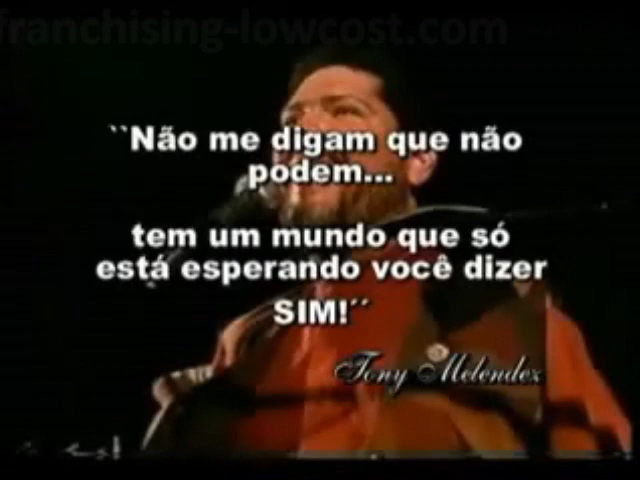 franchising-lowcost.com
``Não me digam que não
podem...
tem um mundo que só
está esperando você dizer
SIM!´´
Tony Melendez